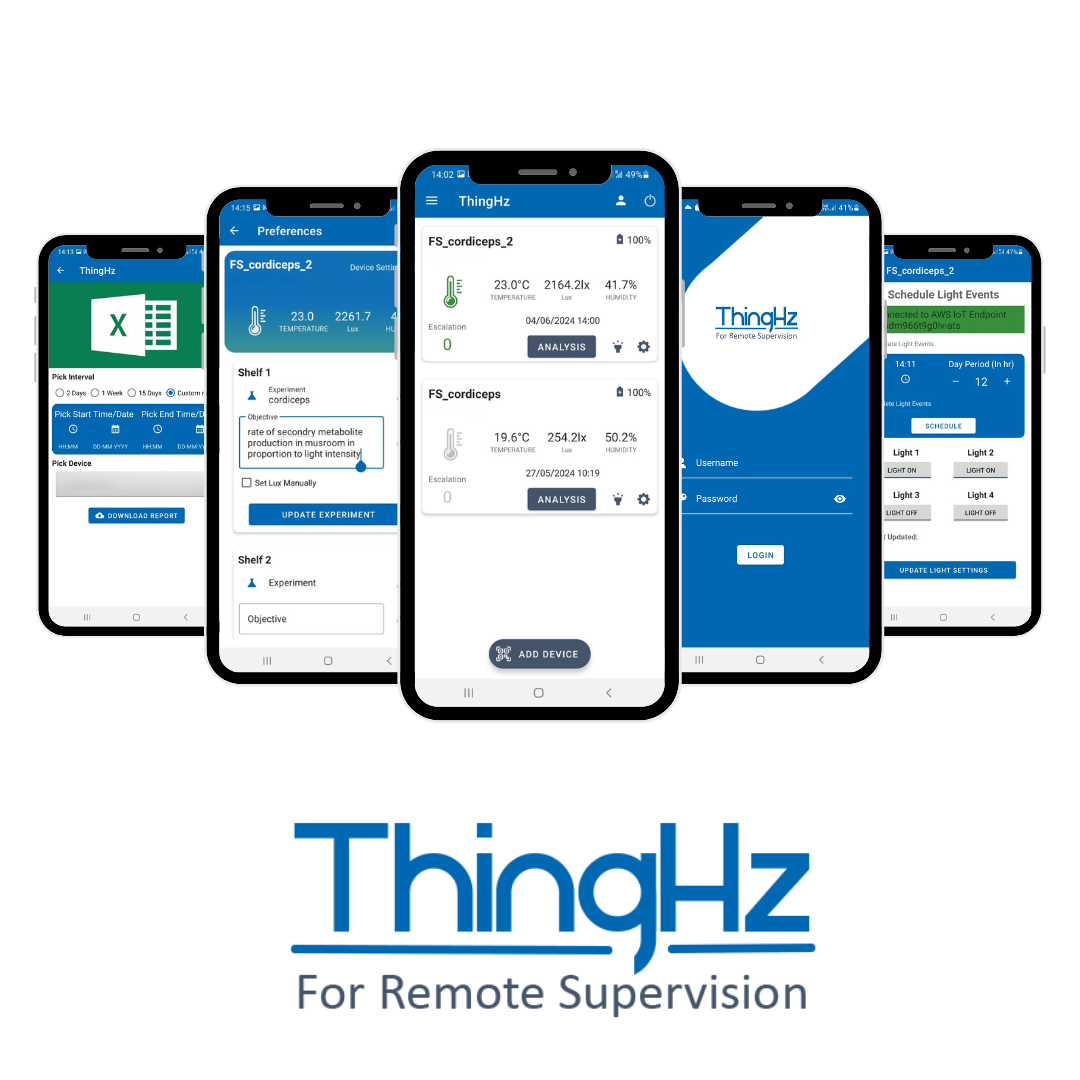 14:13
ThingHz
X
Pick Interval
2 Days 1 Week 15 Days Custom
Pick Start Time/Date Pick End Time/D
HH:MM DD-MM-YYYY HH:MM DD-MM-YY
Pick Device
DOWNLOAD REPORT
14:15
Preferences
FS_cordiceps_2 Device Settin
23.0 2261.7 4
TEMPERATURE Lux
Shelf 1
Experiment
cordiceps
Objective
rate of secondry metabolite
production in musroom in
proportion to light intensity
Set Lux Manually
UPDATE EXPERIMENT
Shelf 2
Experiment
Objective
14:02 49%
ThingHz
FS_cordiceps_2 100%
23.0°C 2164.2lx 41.7%
TEMPERATURE Lux HUMIDITY
04/06/2024 14:00
Escalation
0
ANALYSIS
FS_cordiceps 100%
19.6°C 254.2lx 50.2%
TEMPERATURE Lux HUMIDITY
27/05/2024 10:19
Escalation
0
ANALYSIS
ADD DEVICE
41%
ThingHz
For Remote Supervision
Username
Password
LOGIN
47%
FS_cordiceps_2
Schedule Light Events
nnected to AWS IoT Endpoint
dm966t9g0lv-ats
ate Light Events
14:11 Day Period (In hr)
− 12 +
lete Light Events
SCHEDULE
Light 1 Light 2
LIGHT ON LIGHT ON
Light 3 Light 4
LIGHT OFF LIGHT OFF
t Updated:
UPDATE LIGHT SETTINGS
ThingHz
For Remote Supervision